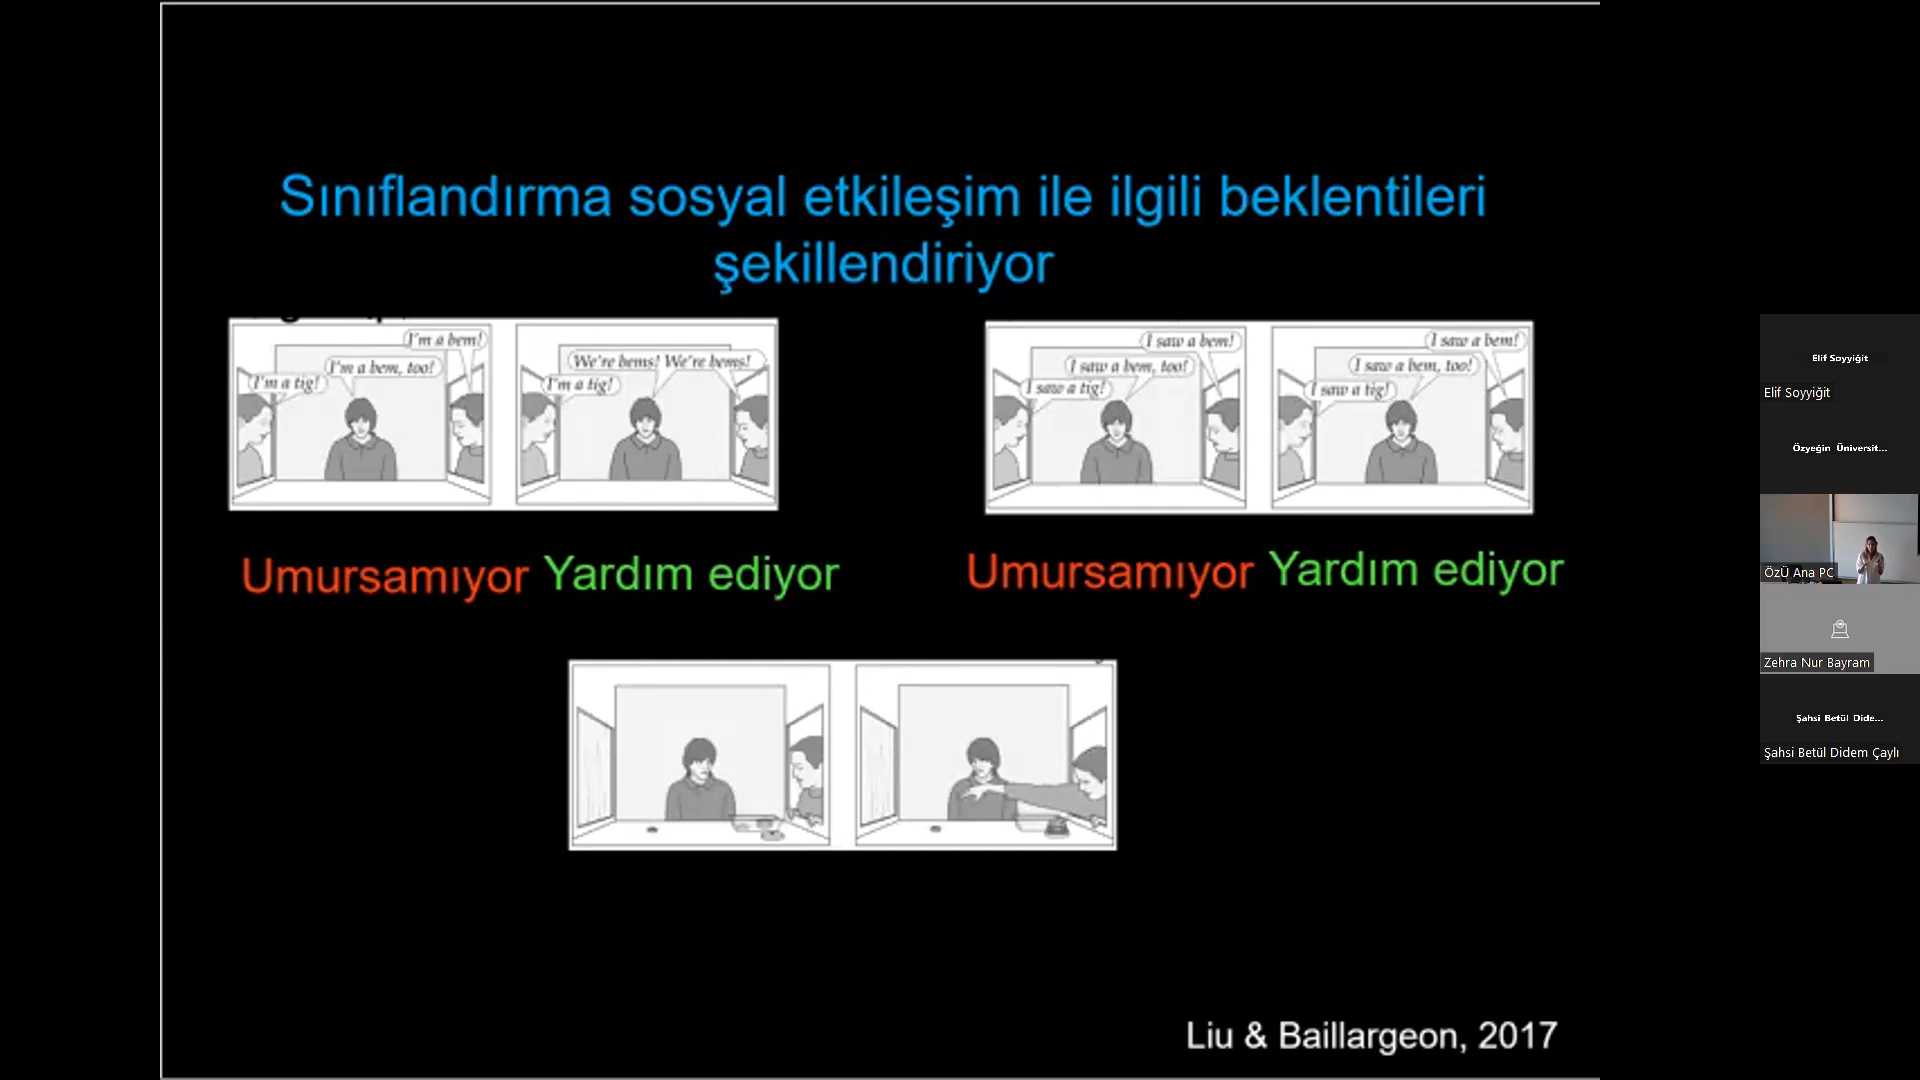 Sınıflandırma sosyal etkileşim ile ilgili beklentileri
şekillendiriyor
I'm a bem!
I'm a bem, too!
I'm a tig!
We're bems! We're bems!
I'm a tig!
I saw a bem!
I saw a bem, too!
I saw a tig!
I saw a bem!
I saw a bem, too!
I saw a tig!
Umursamıyor Yardım ediyor
Umursamıyor Yardım ediyor
Liu & Baillargeon, 2017
Elif Soyyiğit
Elif Soyyiğit
Özyeğin Üniversit...
ÖzÜ Ana PC
Zehra Nur Bayram
Şahsi Betül Dide...
Şahsi Betül Didem Çaylı